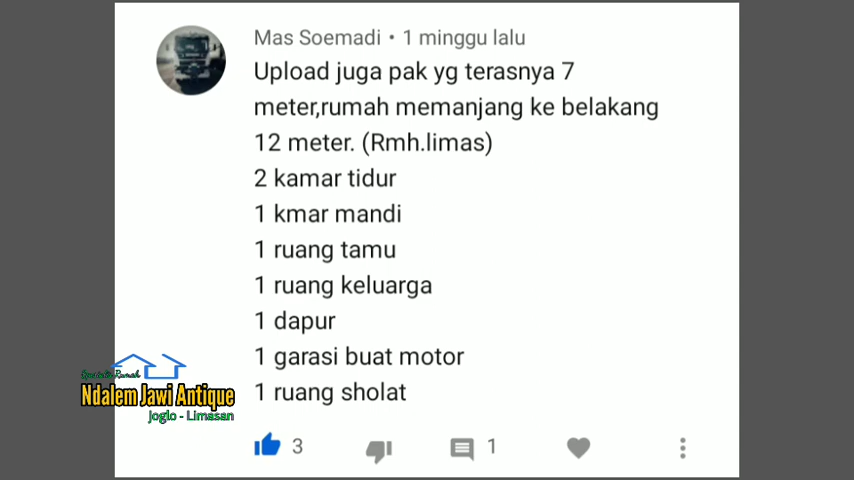 Mas Soemadi • 1 minggu lalu
Upload juga pak yg terasnya 7
meter,rumah memanjang ke belakang
12 meter. (Rmh.limas)
2 kamar tidur
1 kmar mandi
1 ruang tamu
1 ruang keluarga
1 dapur
1 garasi buat motor
1 ruang sholat
Ndalem Jawi Antique
Joglo - Limasan
3
1